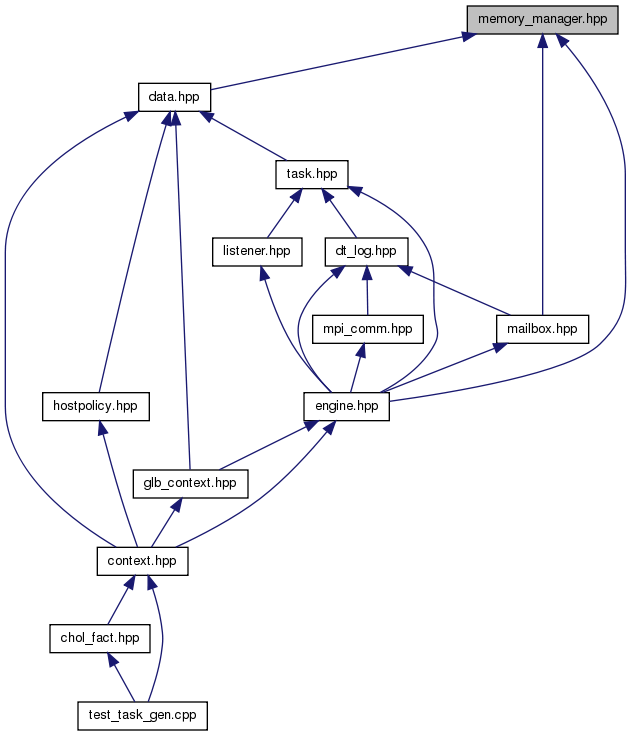 memory_manager.hpp
data.hpp
task.hpp
listener.hpp
dt_log.hpp
mpi_comm.hpp
mailbox.hpp
hostpolicy.hpp
engine.hpp
glb_context.hpp
context.hpp
chol_fact.hpp
test_task_gen.cpp